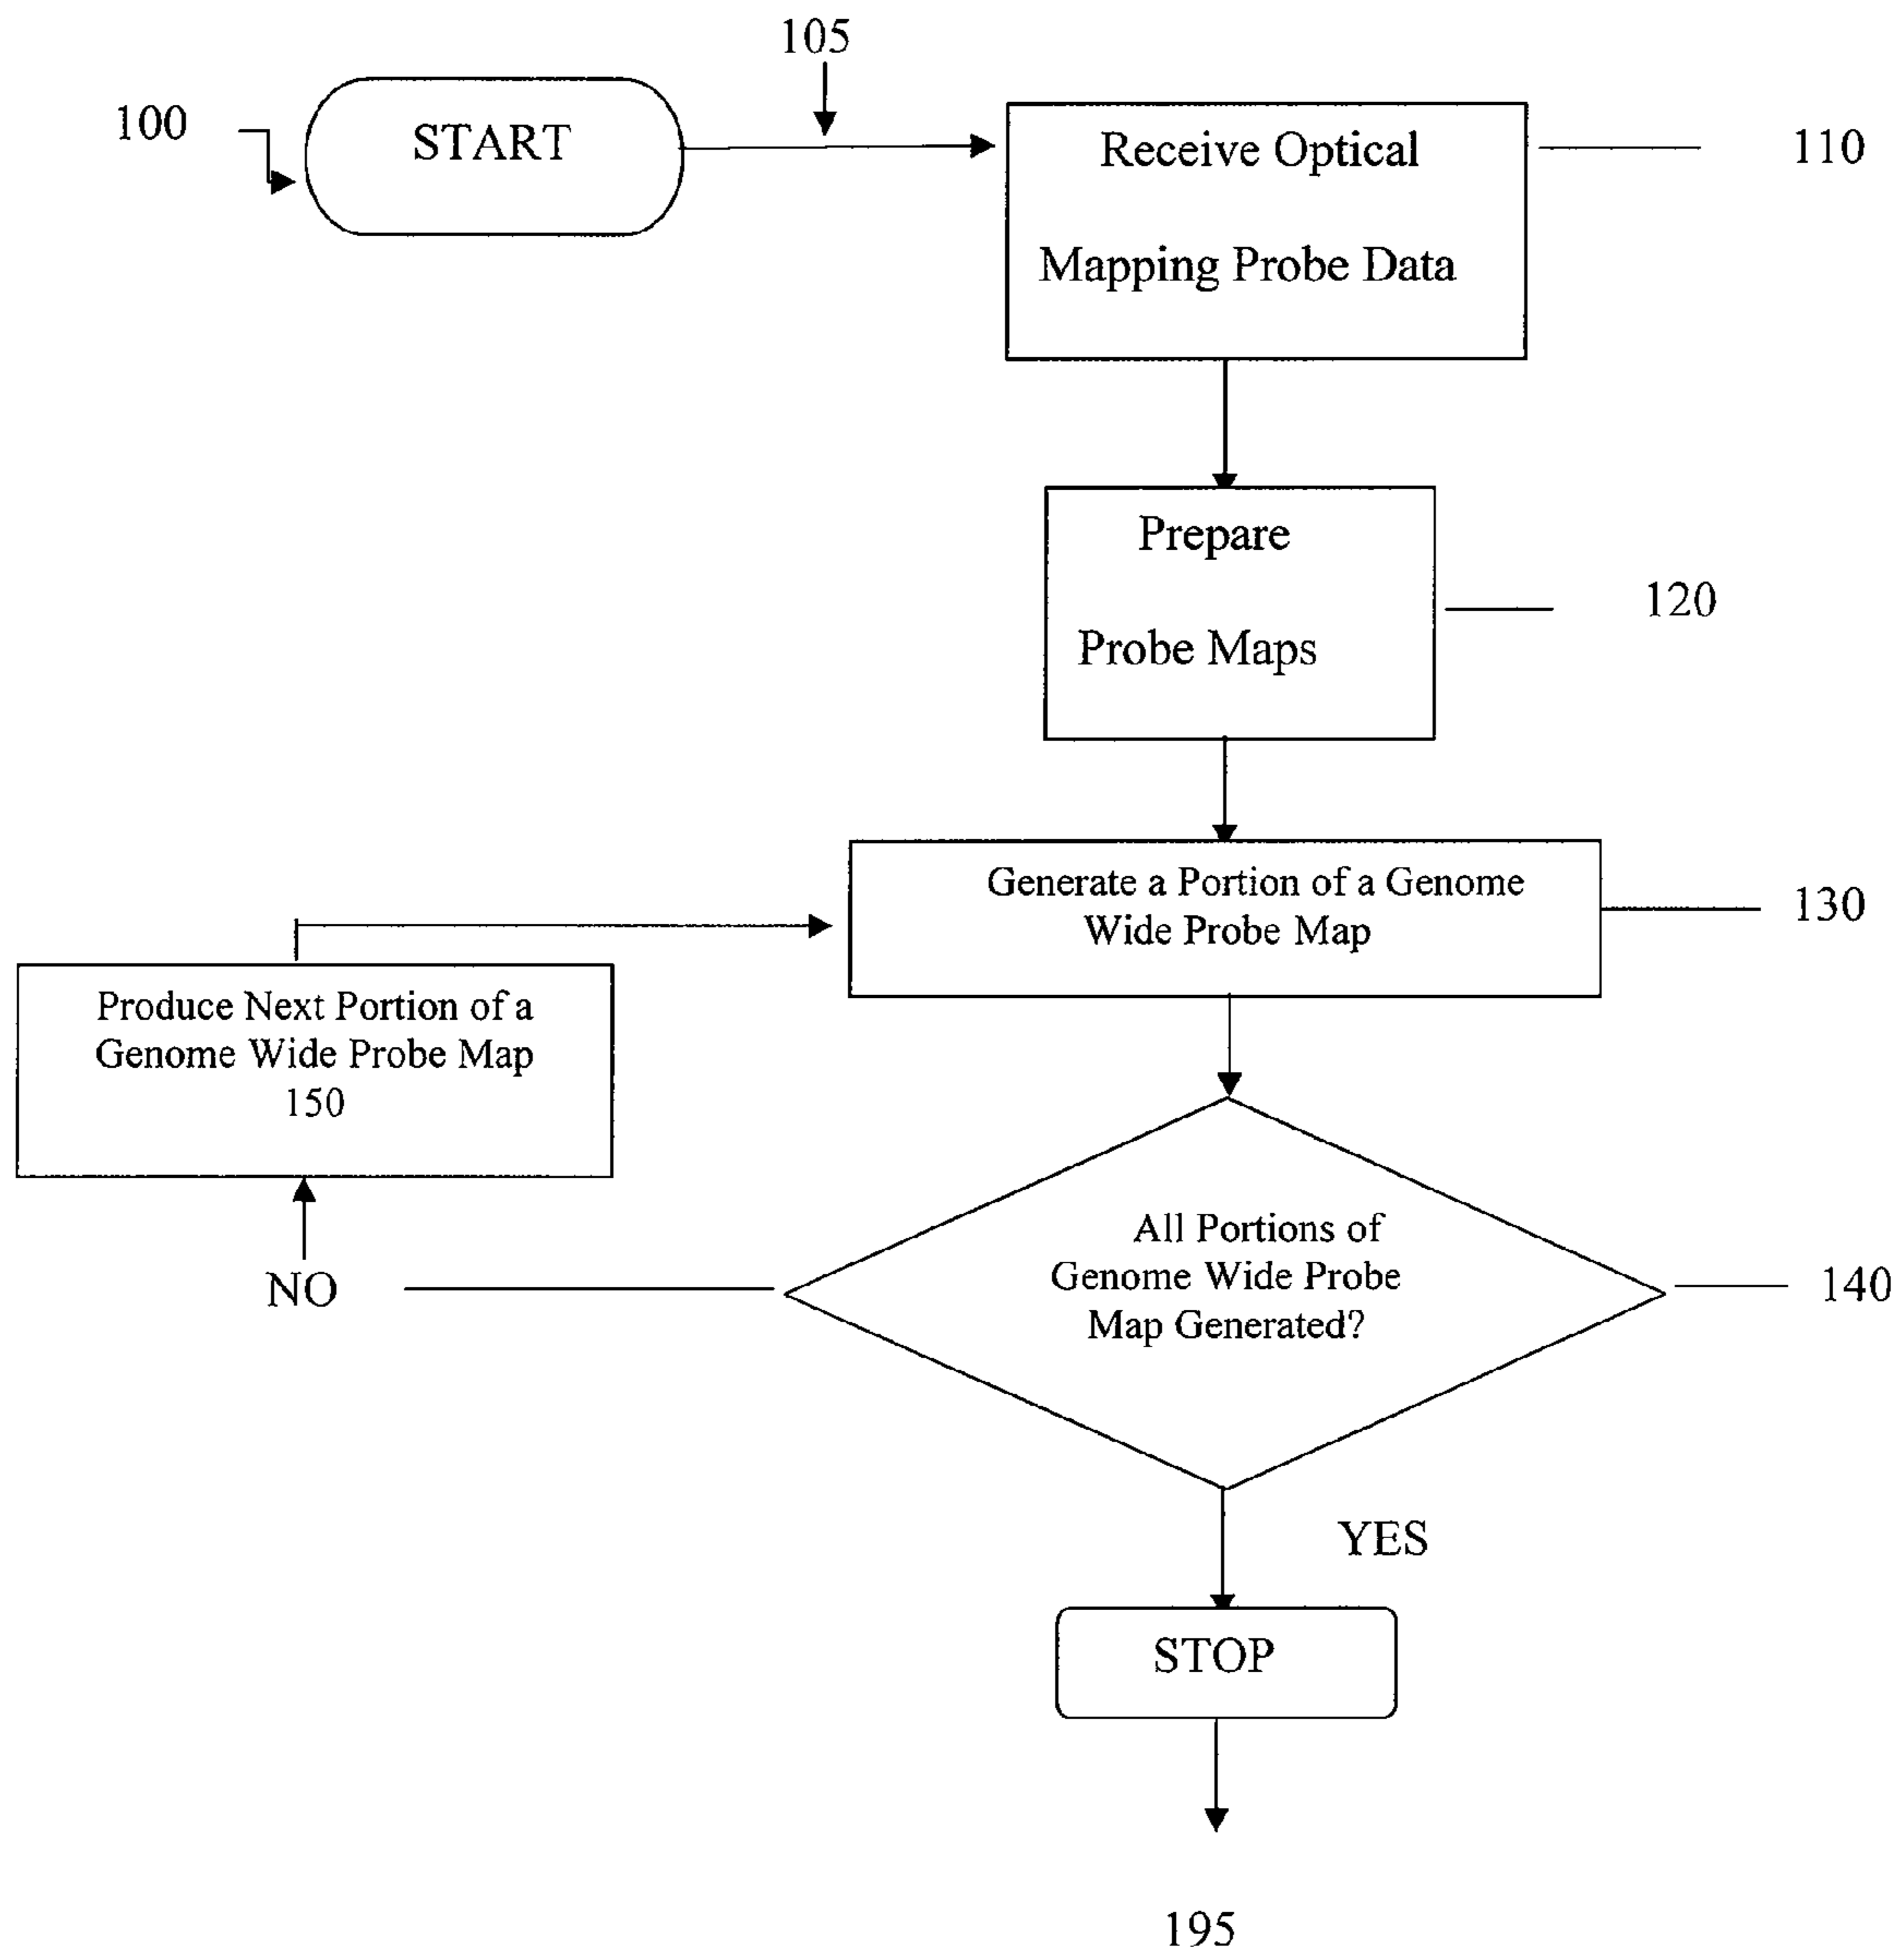 105
100
START
Receive Optical
Mapping Probe Data
110
Prepare
Probe Maps
120
Generate a Portion of a Genome
Wide Probe Map
130
Produce Next Portion of a
Genome Wide Probe Map
150
All Portions of
Genome Wide Probe
Map Generated?
140
NO
YES
STOP
195